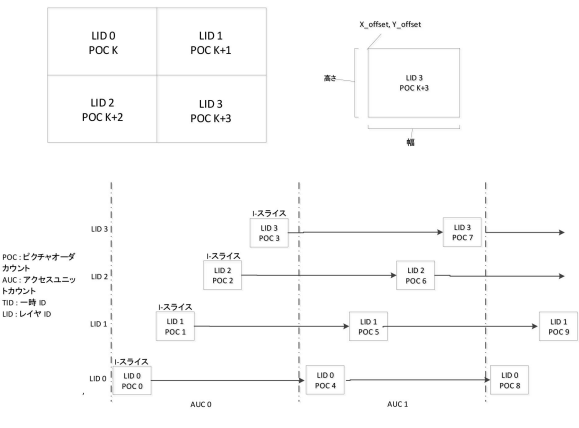 LID 0
POC K
LID 1
POC K+1
LID 2
POC K+2
LID 3
POC K+3
X_offset, Y_offset
高さ
LID 3
POC K+3
幅
POC : ピクチャオーダ
カウント
AUC : アクセスユニッ
トカウント
TID : 一時 ID
LID : レイヤ ID
LID 3
I-スライス
LID 3
POC 3
LID 3
POC 7
LID 2
I-スライス
LID 2
POC 2
LID 2
POC 6
LID 1
I-スライス
LID 1
POC 1
LID 1
POC 5
LID 1
POC 9
LID 0
I-スライス
LID 0
POC 0
LID 0
POC 4
LID 0
POC 8
AUC 0
AUC 1